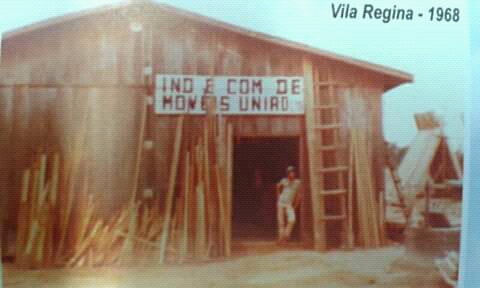 Vila Regina - 1968
IND & COM DE
MOVEIS UNIAO